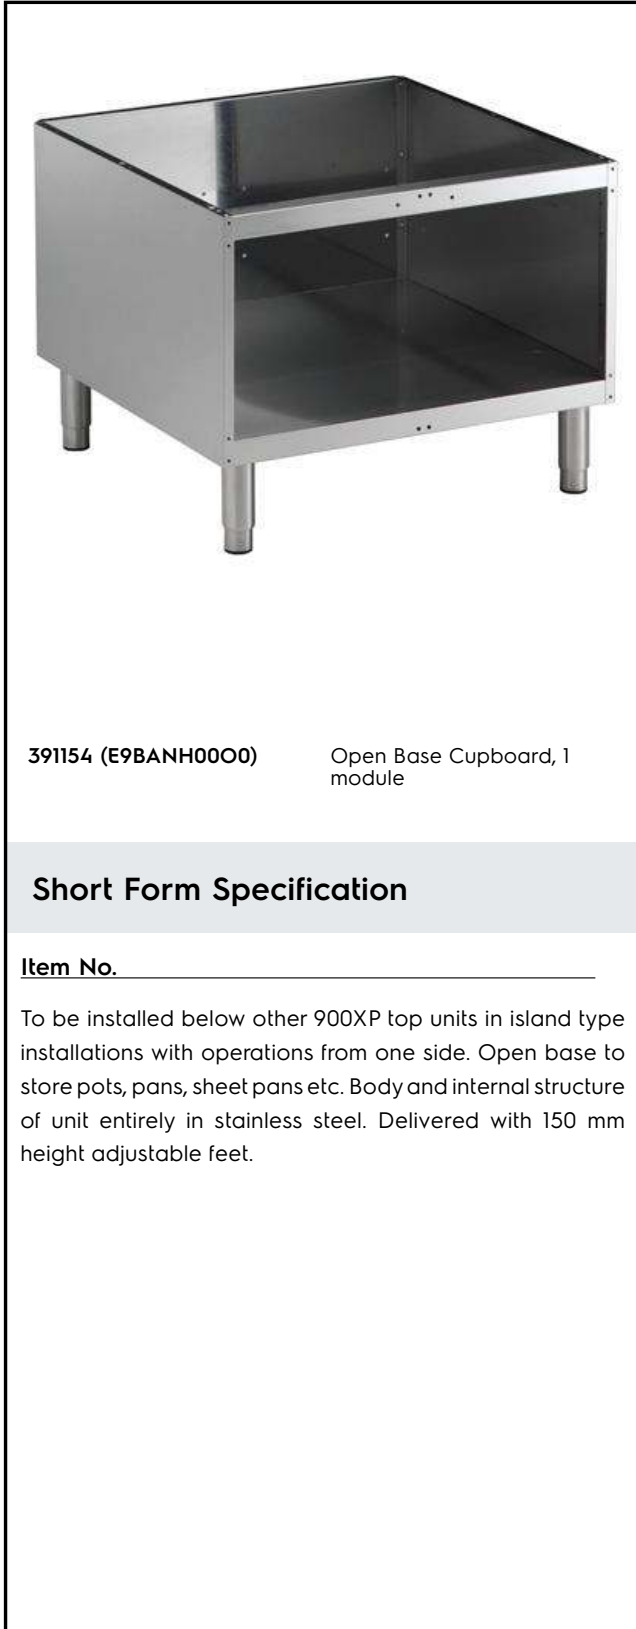 391154 (E9BANH00O0)
Open Base Cupboard, 1
module
Short Form Specification
Item No.
To be installed below other 900XP top units in island type
installations with operations from one side. Open base to
store pots, pans, sheet pans etc. Body and internal structure
of unit entirely in stainless steel. Delivered with 150 mm
height adjustable feet.